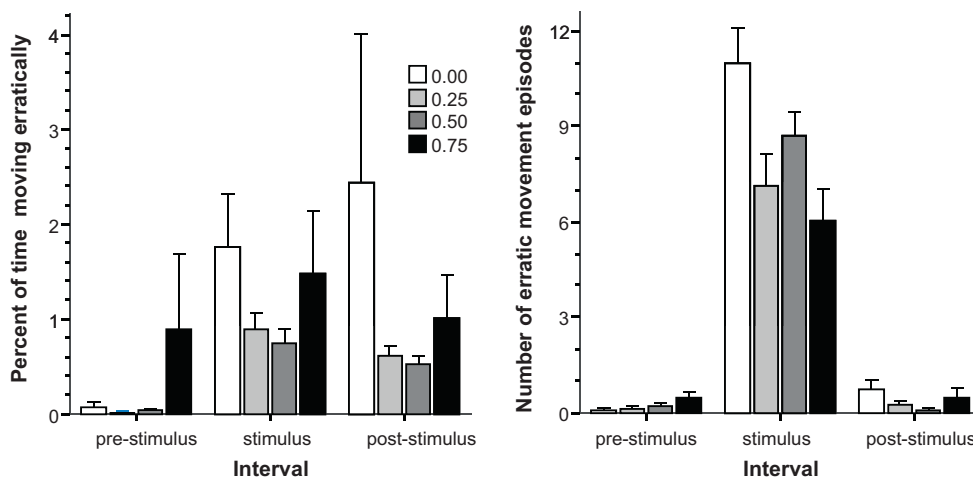 Percent of time moving erratically
4
3
2
1
0
0.00
0.25
0.50
0.75
pre-stimulus stimulus post-stimulus
Interval
Number of erratic movement episodes
12
9
6
3
0
pre-stimulus stimulus post-stimulus
Interval